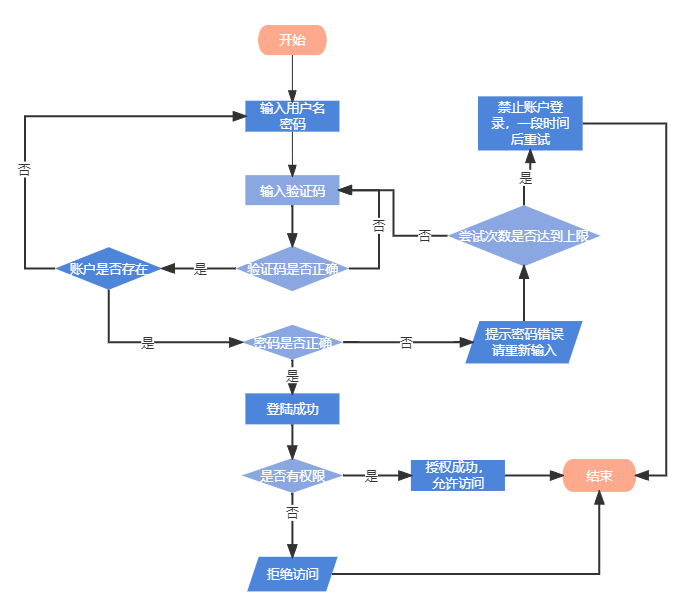 开始
输入用户名
密码
禁止账户登
录，一段时间
后重试
否
是
输入验证码
否
否
尝试次数是否达到上限
账户是否存在
是
验证码是否正确
是
密码是否正确
否
提示密码错误
请重新输入
是
登陆成功
是否有权限
是
授权成功，
允许访问
结束
否
拒绝访问